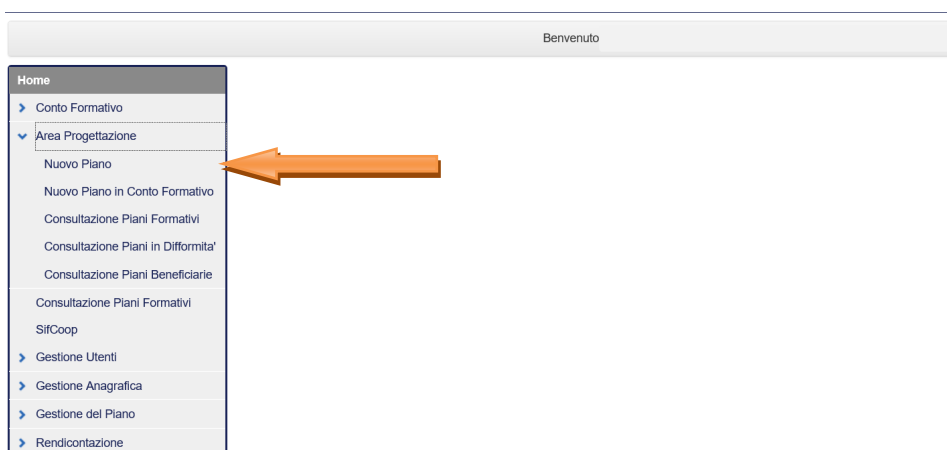 Benvenuto
Home
Conto Formativo
Area Progettazione
Nuovo Piano
Nuovo Piano in Conto Formativo
Consultazione Piani Formativi
Consultazione Piani in Difformita'
Consultazione Piani Beneficiarie
Consultazione Piani Formativi
SifCoop
Gestione Utenti
Gestione Anagrafica
Gestione del Piano
Rendicontazione